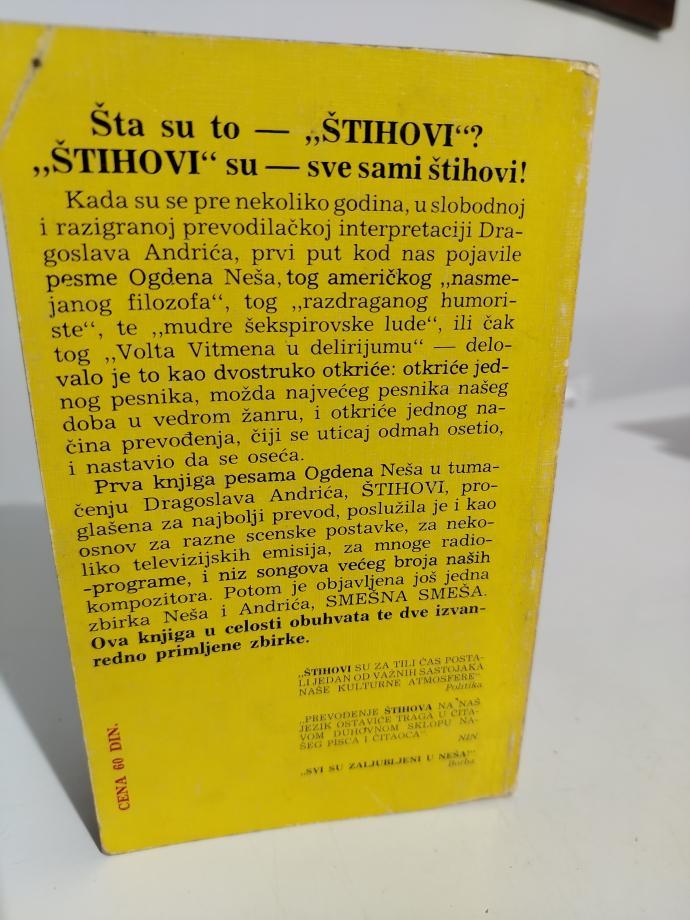 Šta su to — „ŠTIHOVI“?
„ŠTIHOVI“ su — sve sami štihovi!
Kada su se pre nekoliko godina, u slobodnoj
i razigranoj prevodilačkoj interpretaciji Dra-
goslava Andrića, prvi put kod nas pojavile
pesme Ogdena Neša, tog američkog „nasme-
janog filozofa“, tog „razdraganog humori-
ste“, te „mudre šekspirovske lude“, ili čak
tog „Volta Vitmena u delirijumu“ — delo-
valo je to kao dvostruko otkriće: otkriće jed-
nog pesnika, možda najvećeg pesnika našeg
doba u vedrom žanru, i otkriće jednog na-
čina prevođenja, čiji se uticaj odmah osetio,
i nastavio da se oseća.
Prva knjiga pesama Ogdena Neša u tuma-
čenju Dragoslava Andrića, ŠTIHOVI, pro-
glašena za najbolji prevod, poslužila je i kao
osnov za razne scenske postavke, za neko-
liko televizijskih emisija, za mnoge radio-
-programe, i niz songova većeg broja naših
kompozitora. Potom je objavljena još jedna
zbirka Neša i Andrića, SMEŠNA SMEŠA.
Ova knjiga u celosti obuhvata te dve izvan-
redno primljene zbirke.
„ŠTIHOVI SU ZA TILI ČAS POSTA-
LI JEDAN OD VAŽNIH SASTOJAKA
NAŠE KULTURNE ATMOSFERE“
Politika
„PREVOĐENJE ŠTIHOVA NA NAŠ
JEZIK OSTAVIĆE TRAGA U ČITA-
VOM DUHOVNOM SKLOPU NA-
ŠEG PISCA I ČITAOCA“
NIN
„SVI SU ZALJUBLJENI U NEŠA!“
Borba
CENA 60 DIN.